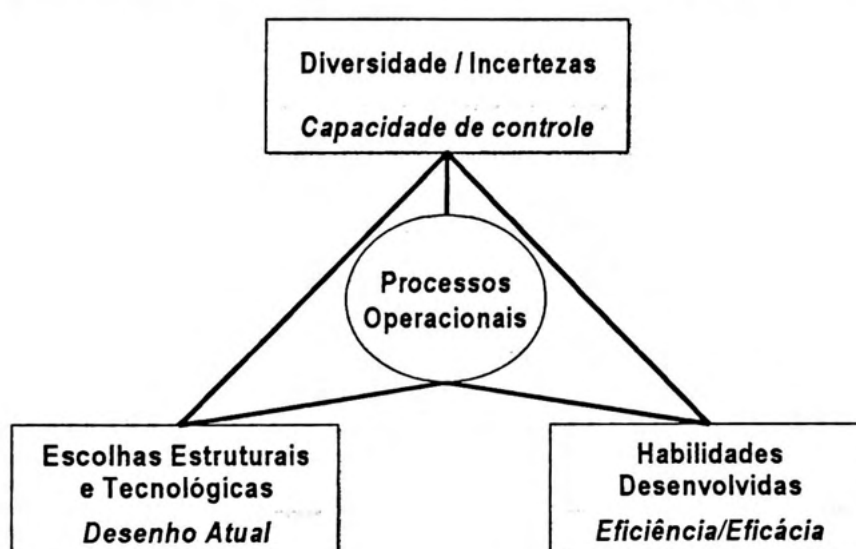 Diversidade / Incertezas
Capacidade de controle
Processos
Operacionais
Escolhas Estruturais
e Tecnológicas
Desenho Atual
Habilidades
Desenvolvidas
Eficiência/Eficácia